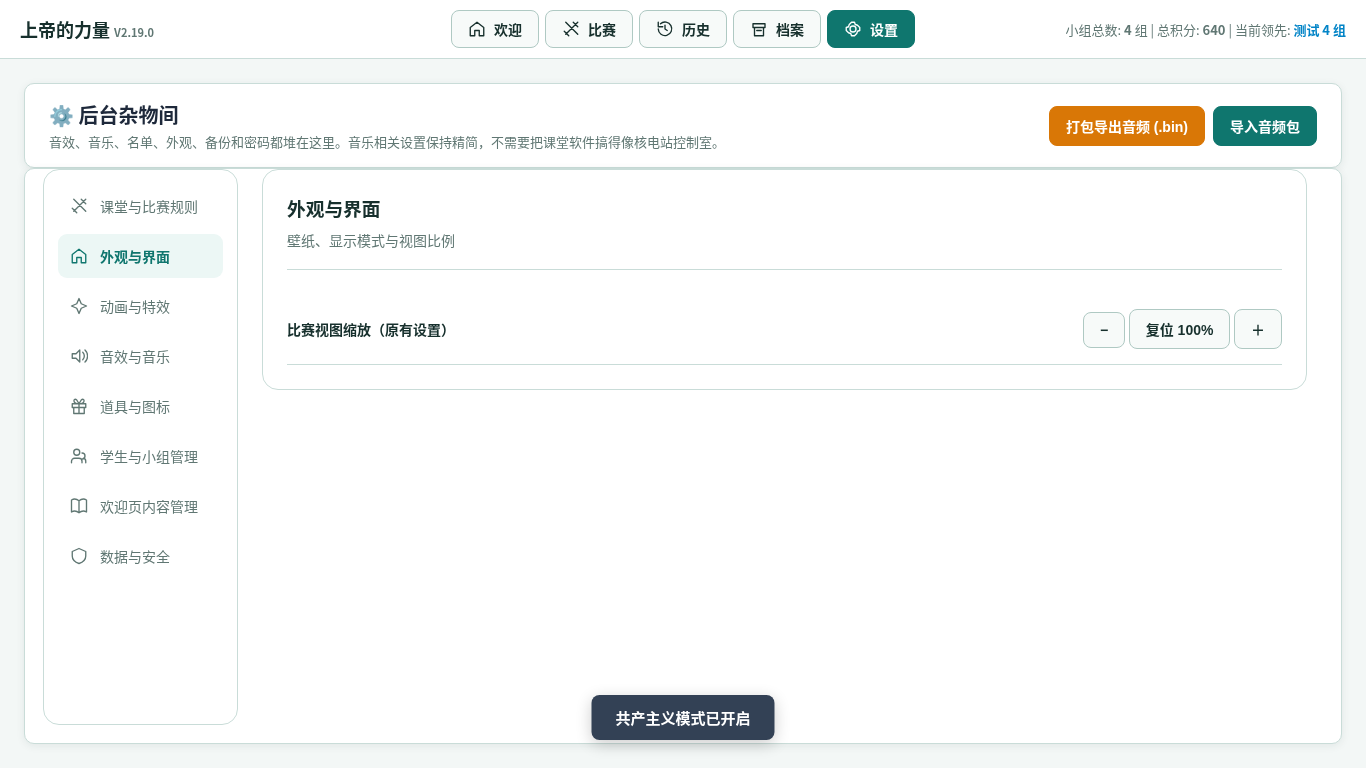 上帝的力量 V2.19.0
欢迎
比赛
历史
档案
设置
小组总数: 4 组 | 总积分: 640 | 当前领先: 测试 4 组
后台杂物间
音效、音乐、名单、外观、备份和密码都堆在这里。音乐相关设置保持精简，不需要把课堂软件搞得像核电站控制室。
打包导出音频 (.bin)
导入音频包
课堂与比赛规则
外观与界面
动画与特效
音效与音乐
道具与图标
学生与小组管理
欢迎页内容管理
数据与安全
外观与界面
壁纸、显示模式与视图比例
比赛视图缩放（原有设置）
−
复位 100%
＋
共产主义模式已开启